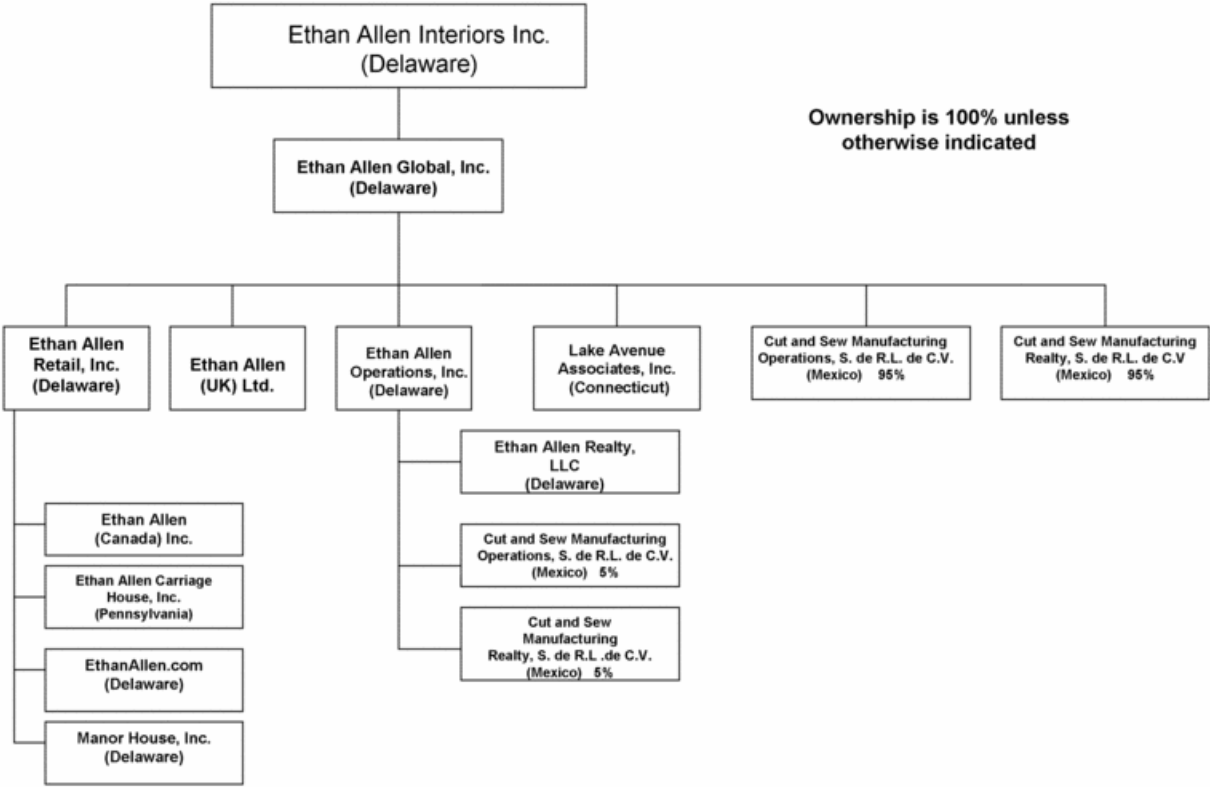 Ethan Allen Interiors Inc.
(Delaware)
Ownership is 100% unless
otherwise indicated
Ethan Allen Global, Inc.
(Delaware)
Ethan Allen
Retail, Inc.
(Delaware)
Ethan Allen
(UK) Ltd.
Ethan Allen
Operations, Inc.
(Delaware)
Lake Avenue
Associates, Inc.
(Connecticut)
Cut and Sew Manufacturing
Operations, S. de R.L. de C.V.
(Mexico) 95%
Cut and Sew Manufacturing
Realty, S. de R.L. de C.V
(Mexico) 95%
Ethan Allen
(Canada) Inc.
Ethan Allen Carriage
House, Inc.
(Pennsylvania)
EthanAllen.com
(Delaware)
Manor House, Inc.
(Delaware)
Ethan Allen Realty,
LLC
(Delaware)
Cut and Sew Manufacturing
Operations, S. de R.L. de C.V.
(Mexico) 5%
Cut and Sew
Manufacturing
Realty, S. de R.L .de C.V.
(Mexico) 5%